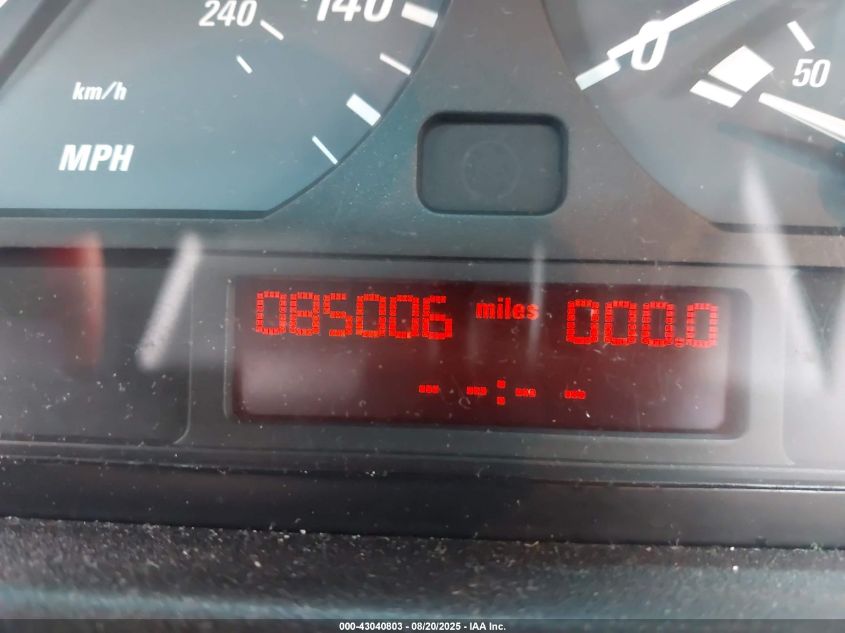 240 140
50
0
km/h
MPH
085006 miles 000.0
-- --:-- --
000-43040803 - 08/20/2025 - IAA Inc.